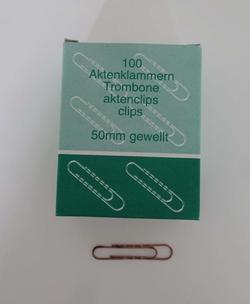 100
Aktenklammern
Trombone
aktenclips
clips
50mm gewellt